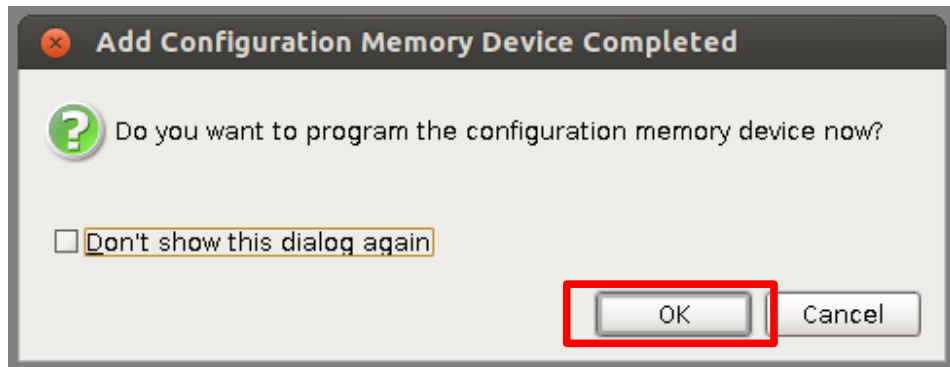 Add Configuration Memory Device Completed
Do you want to program the configuration memory device now?
Don't show this dialog again
OK
Cancel